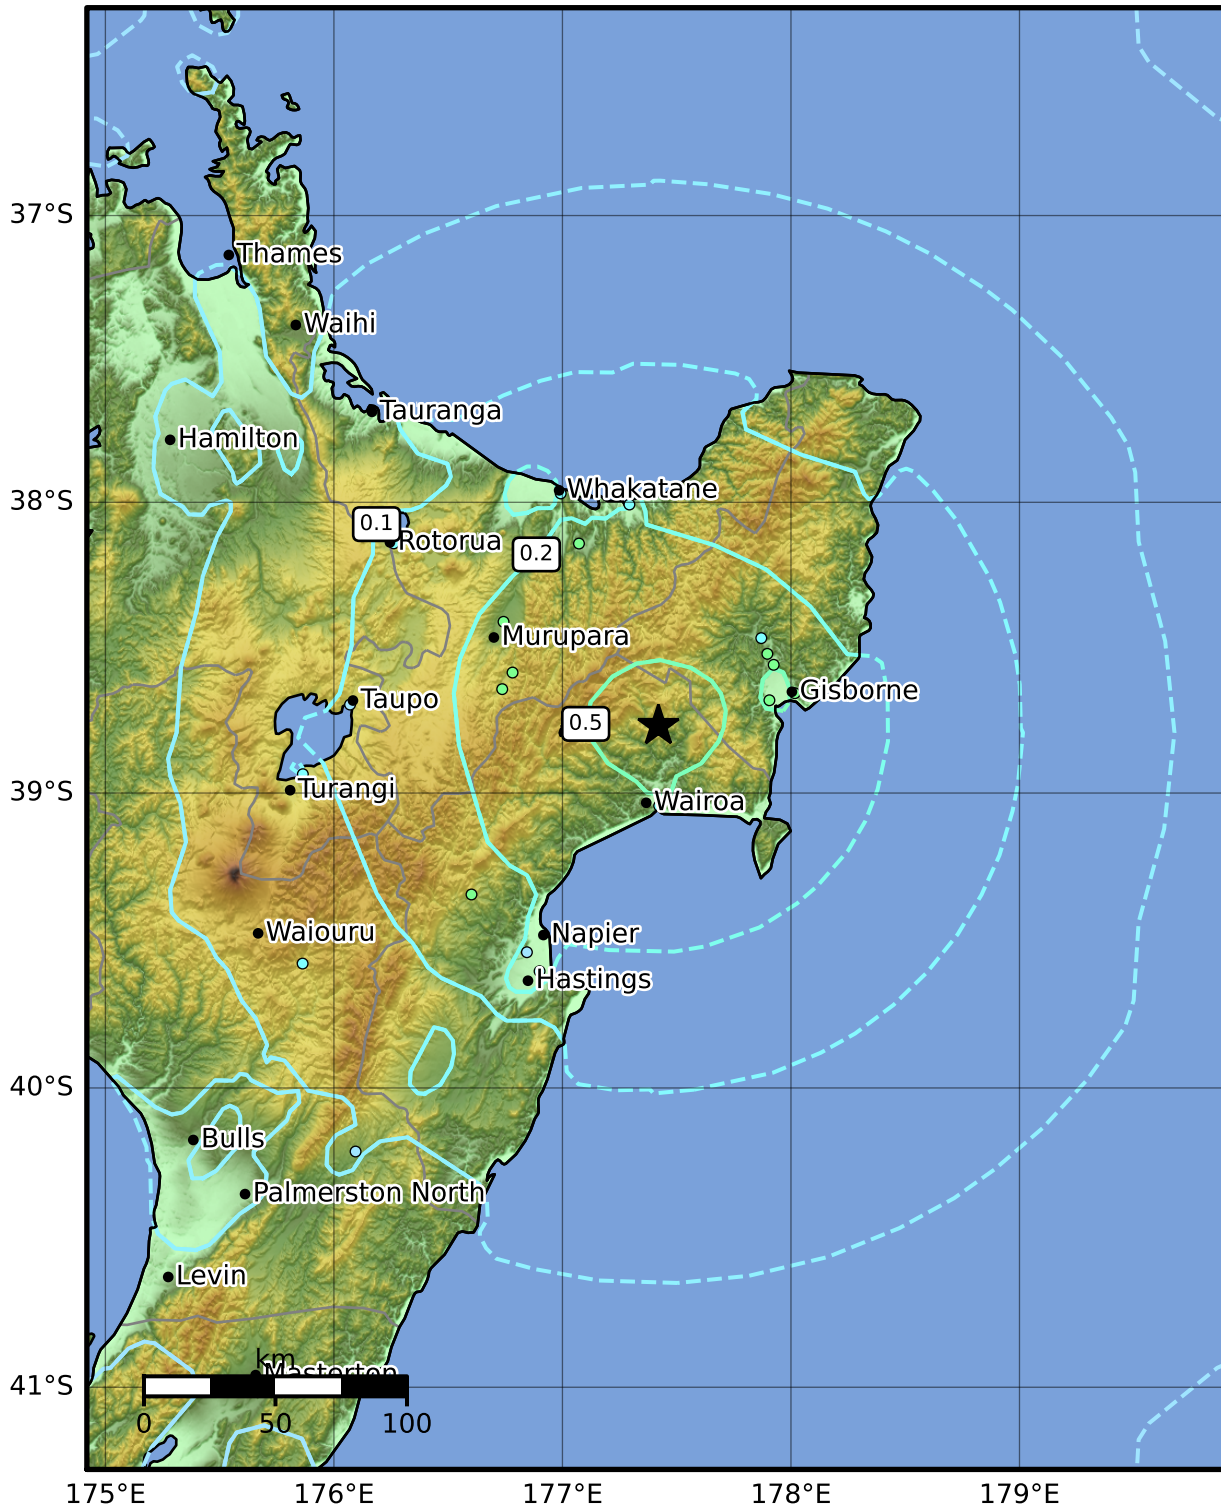 37°S
Thames
Waihi
Tauranga
Hamilton
Whakatane
38°S
0.1
Rotorua
0.2
Murupara
Gisborne
Taupo
0.5
Turangi
39°S
Wairoa
Waiouru
Napier
Hastings
40°S
Bulls
Palmerston North
Levin
km
Masterton
41°S
0
50
100
175°E
176°E
177°E
178°E
179°E